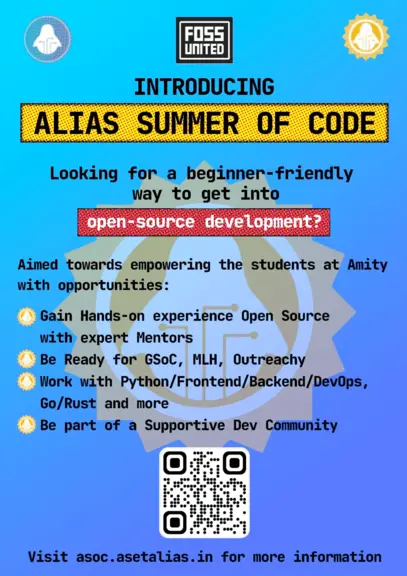 FOSS
UNITED
INTRODUCING
ALIAS SUMMER OF CODE
Looking for a beginner-friendly
way to get into
open-source development?
Aimed towards empowering the students at Amity
with opportunities:
Gain Hands-on experience Open Source
with expert Mentors
Be Ready for GSoC, MLH, Outreachy
Work with Python/Frontend/Backend/DevOps,
Go/Rust and more
Be part of a Supportive Dev Community
Visit asoc.asetalias.in for more information